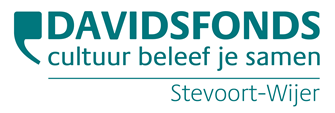 DAVIDSFONDS
cultuur beleef je samen
Stevoort-Wijer